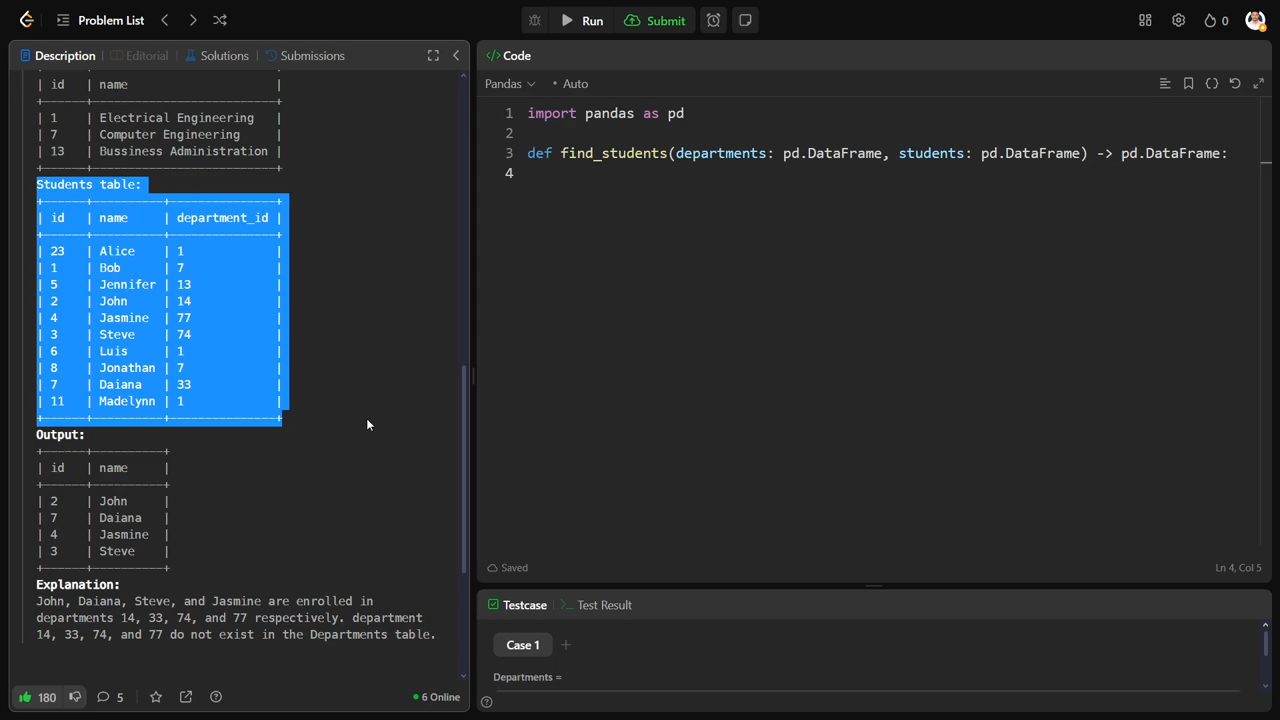 Problem List
Run
Submit
0
Description
Editorial
Solutions
Submissions
</> Code
| id | name |
+------+--------------------------+
| 1 | Electrical Engineering |
| 7 | Computer Engineering |
| 13 | Bussiness Administration |
+------+--------------------------+
Students table:
+------+----------+---------------+
| id | name | department_id |
+------+----------+---------------+
| 23 | Alice | 1 |
| 1 | Bob | 7 |
| 5 | Jennifer | 13 |
| 2 | John | 14 |
| 4 | Jasmine | 77 |
| 3 | Steve | 74 |
| 6 | Luis | 1 |
| 8 | Jonathan | 7 |
| 7 | Daiana | 33 |
| 11 | Madelynn | 1 |
+------+----------+---------------+
Output:
+------+----------+
| id | name |
+------+----------+
| 2 | John |
| 7 | Daiana |
| 4 | Jasmine |
| 3 | Steve |
+------+----------+
Explanation:
John, Daiana, Steve, and Jasmine are enrolled in
departments 14, 33, 74, and 77 respectively. department
14, 33, 74, and 77 do not exist in the Departments table.
180
5
6 Online
Pandas
Auto
1 import pandas as pd
2
3 def find_students(departments: pd.DataFrame, students: pd.DataFrame) -> pd.DataFrame:
4
Saved
Ln 4, Col 5
Testcase
>_ Test Result
Case 1
+
Departments =